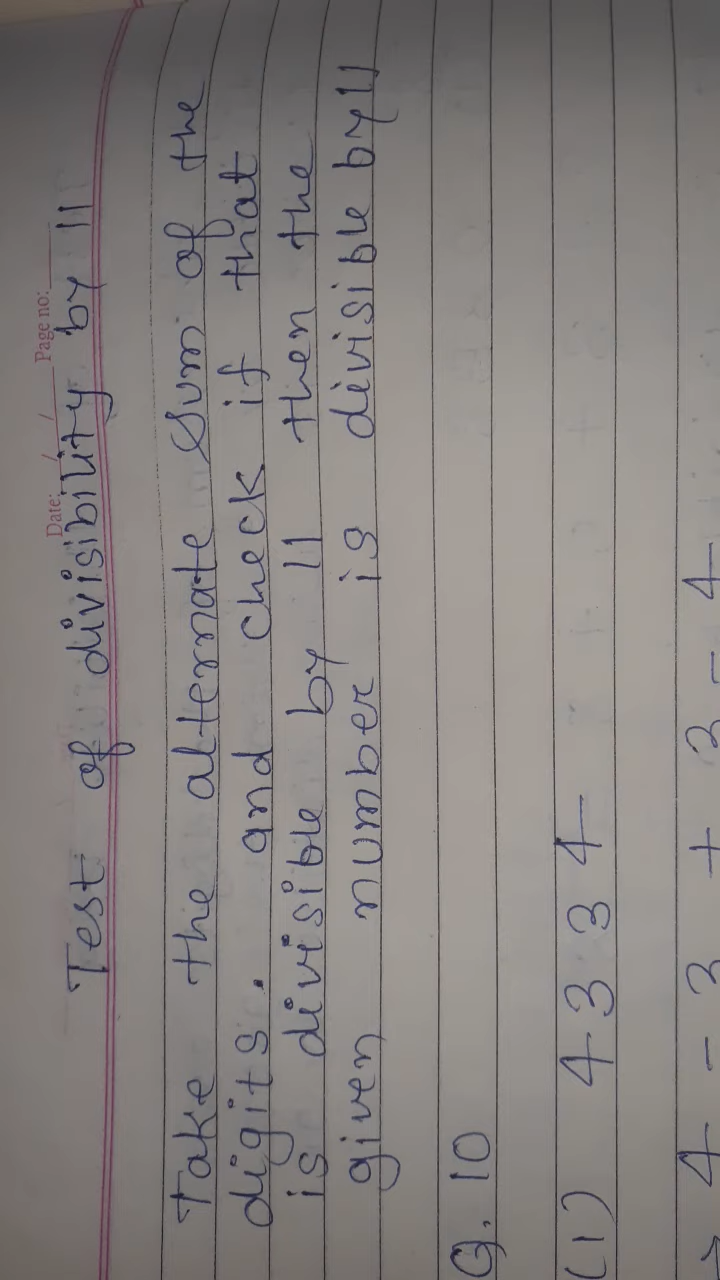 Date: / / Page no:
Test of divisibility by 11
Take the alternate Sum of the
digits. and check if that
is divisible by 11 then the
given number is divisible by 11
Q. 10
(1) 4334
→ 4 - 3 + 3 - 4